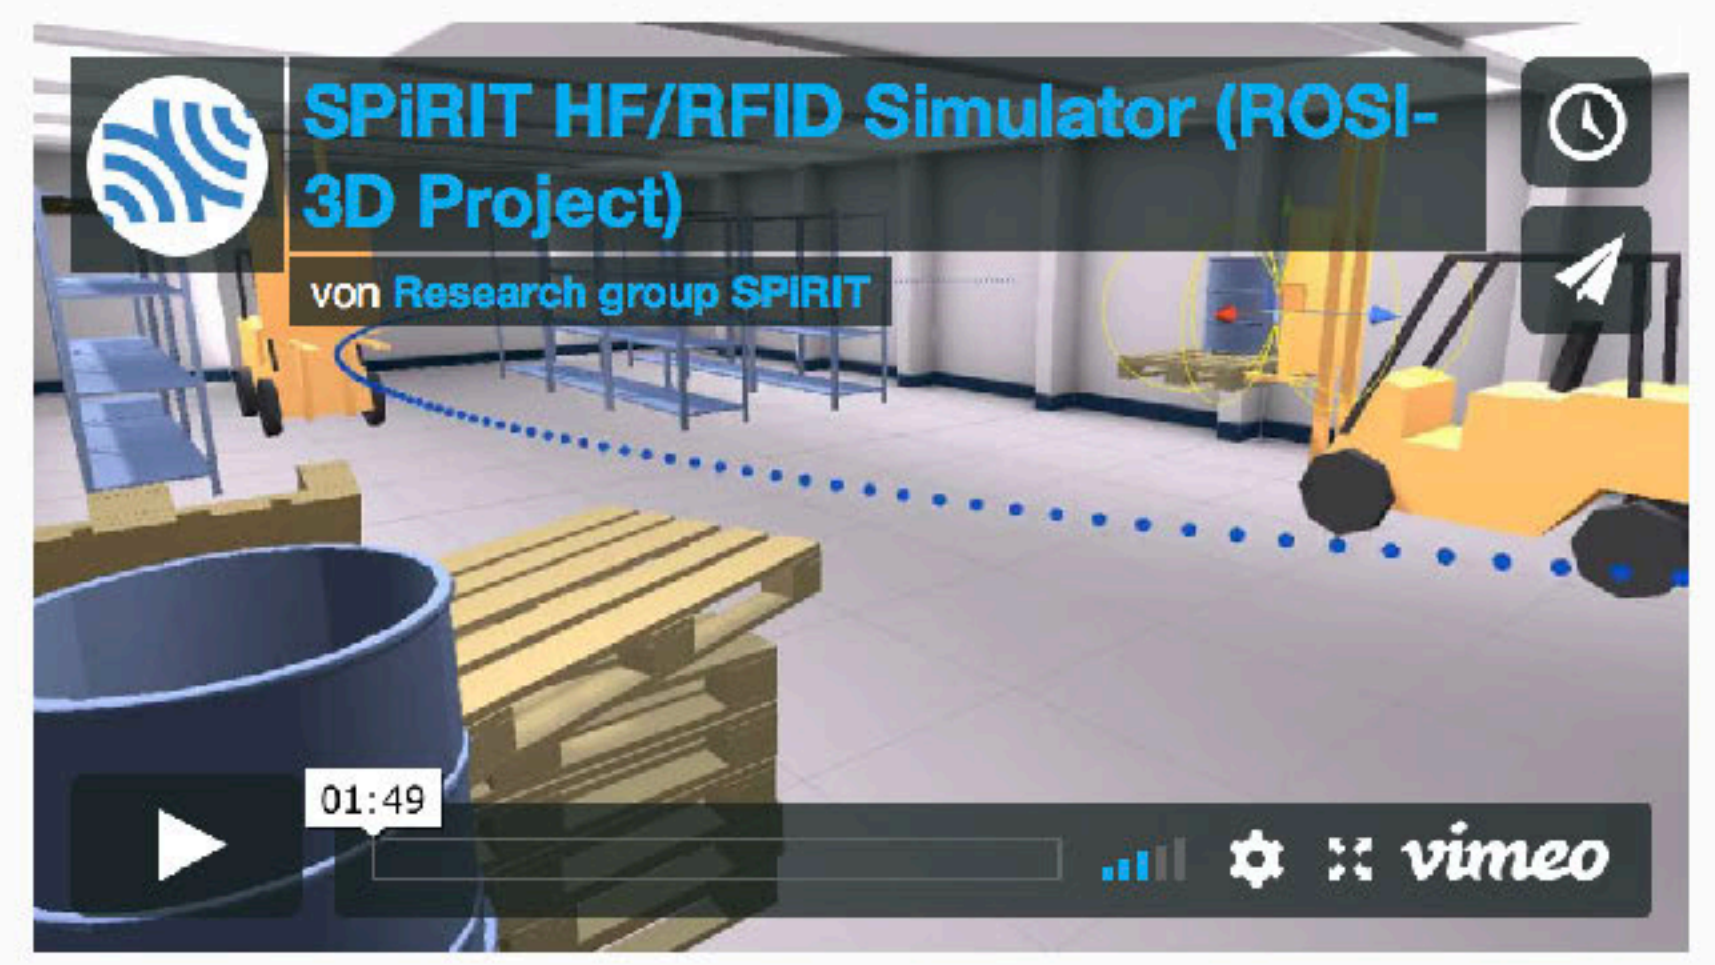 SPiRIT HF/RFID Simulator (ROSI-
3D Project)
von Research group SPIRIT
01:49
vimeo